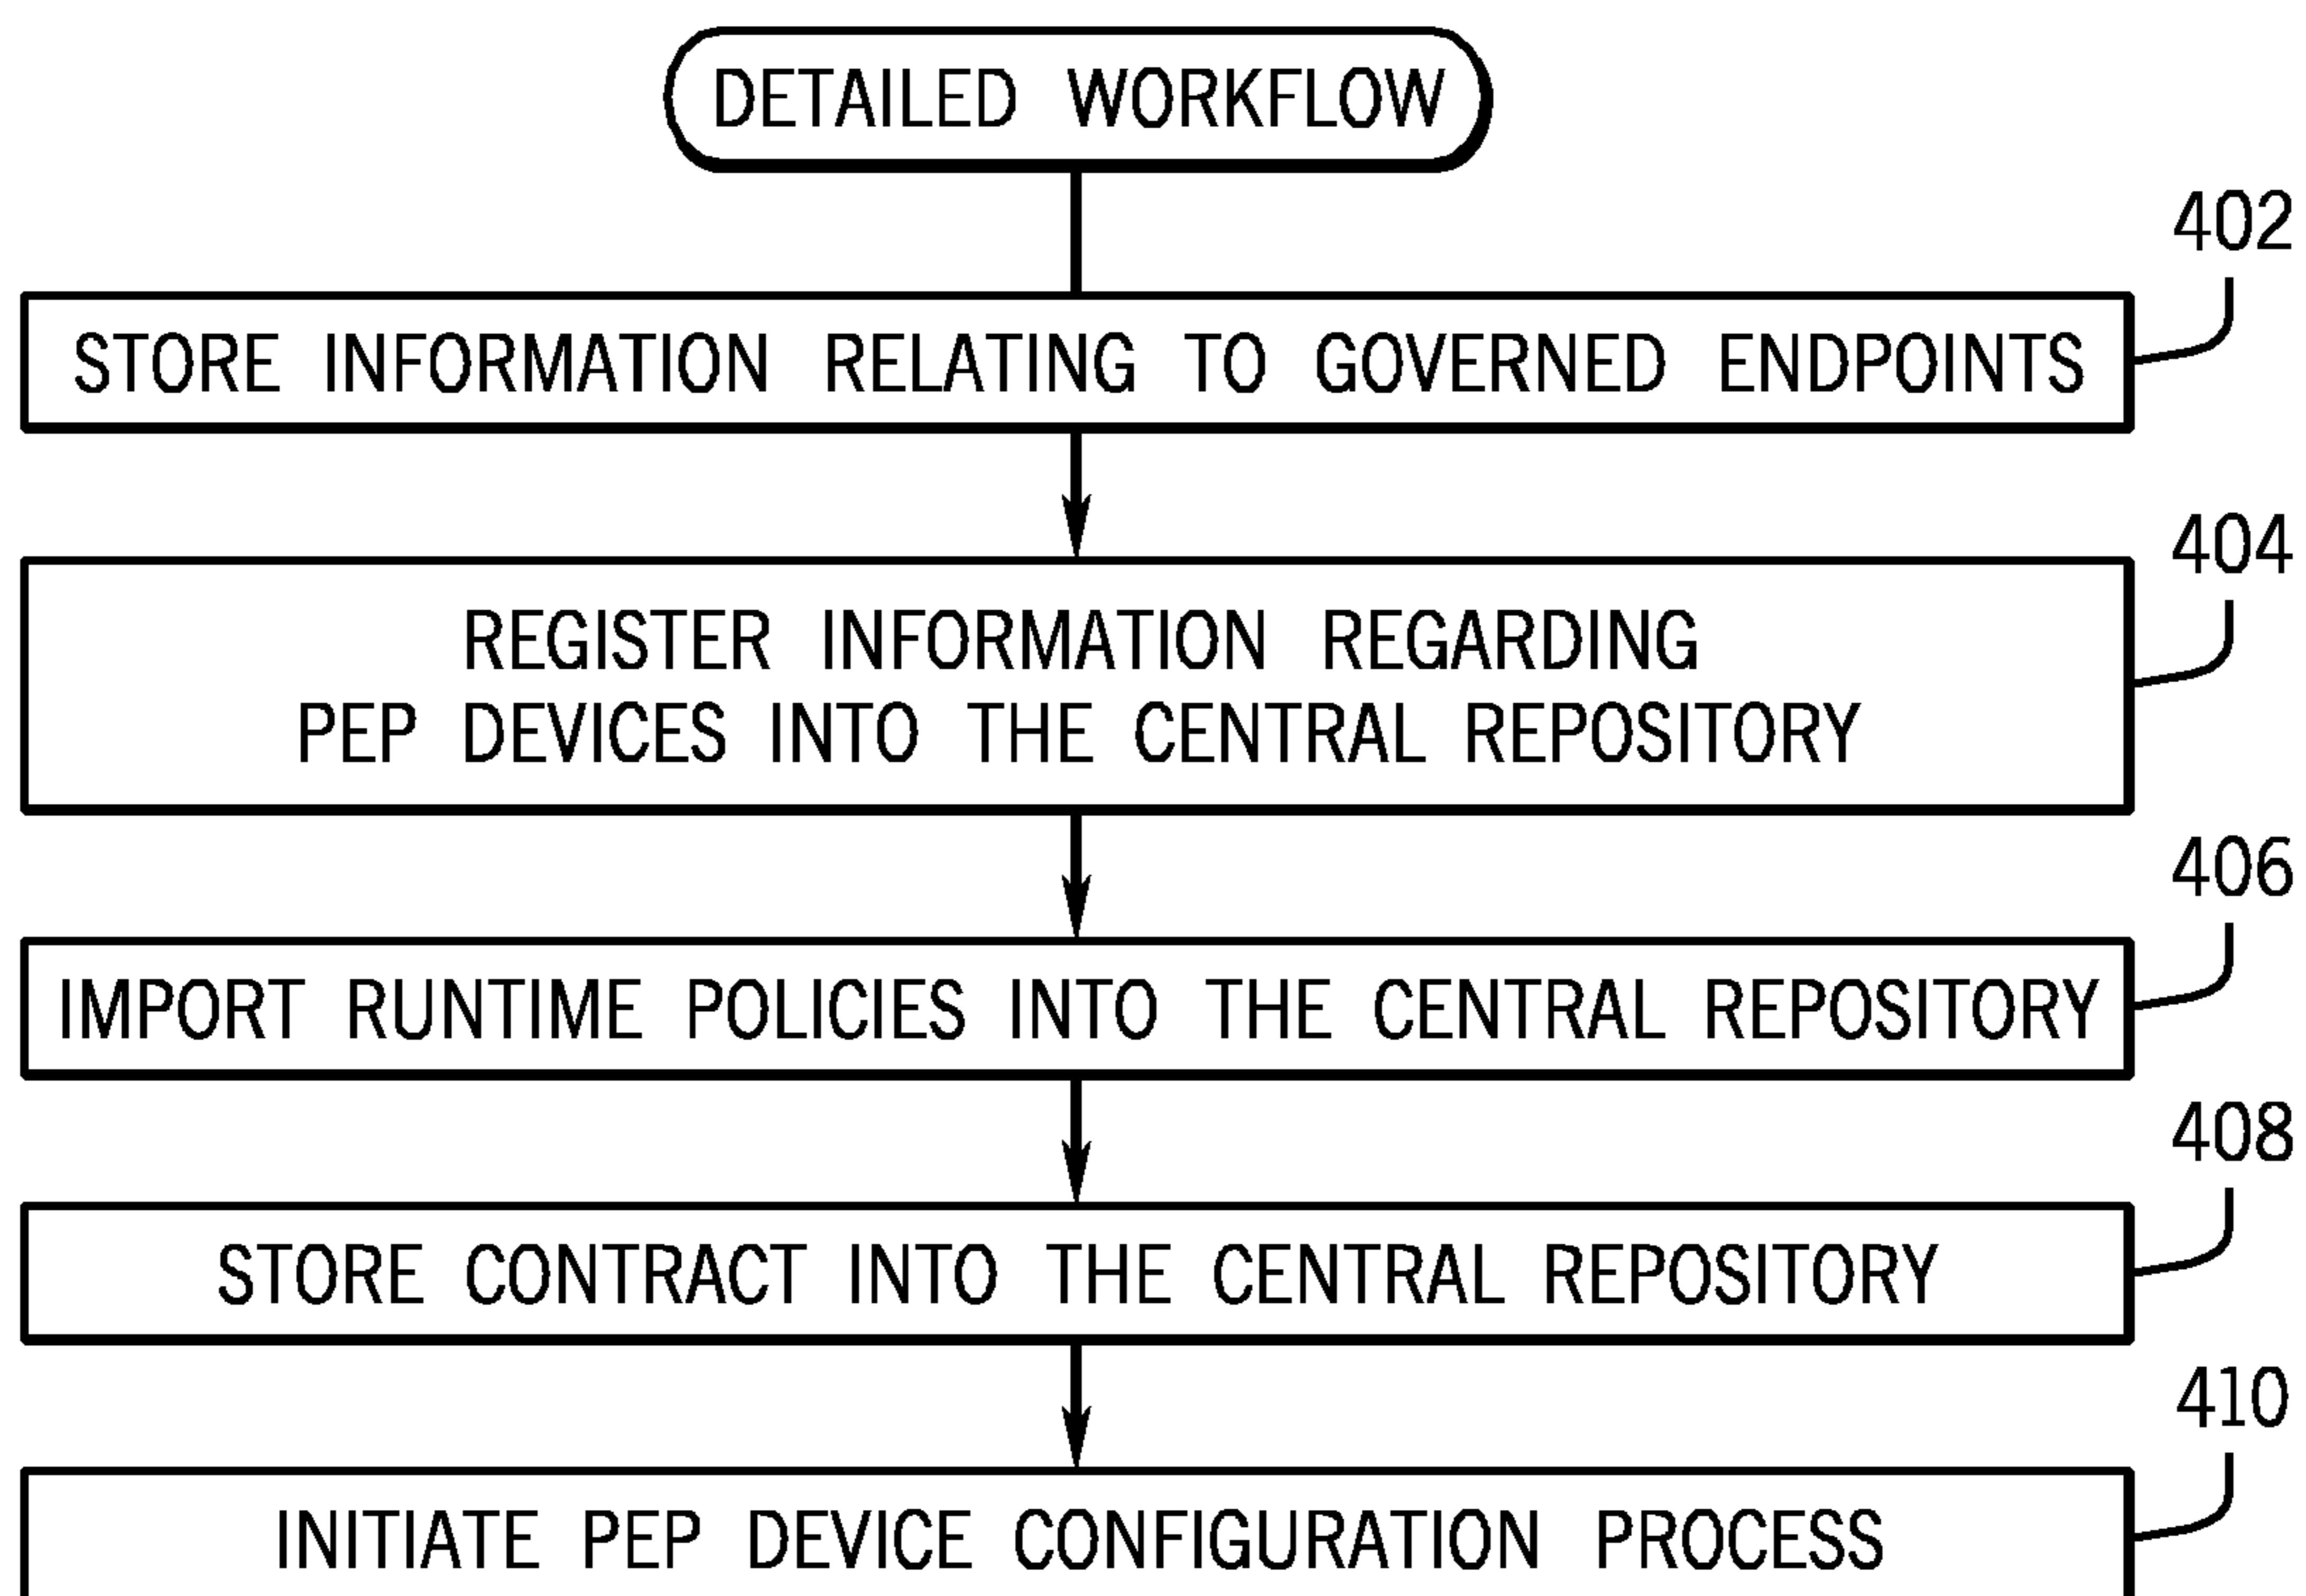 DETAILED WORKFLOW
402
STORE INFORMATION RELATING TO GOVERNED ENDPOINTS
404
REGISTER INFORMATION REGARDING
PEP DEVICES INTO THE CENTRAL REPOSITORY
406
IMPORT RUNTIME POLICIES INTO THE CENTRAL REPOSITORY
408
STORE CONTRACT INTO THE CENTRAL REPOSITORY
410
INITIATE PEP DEVICE CONFIGURATION PROCESS